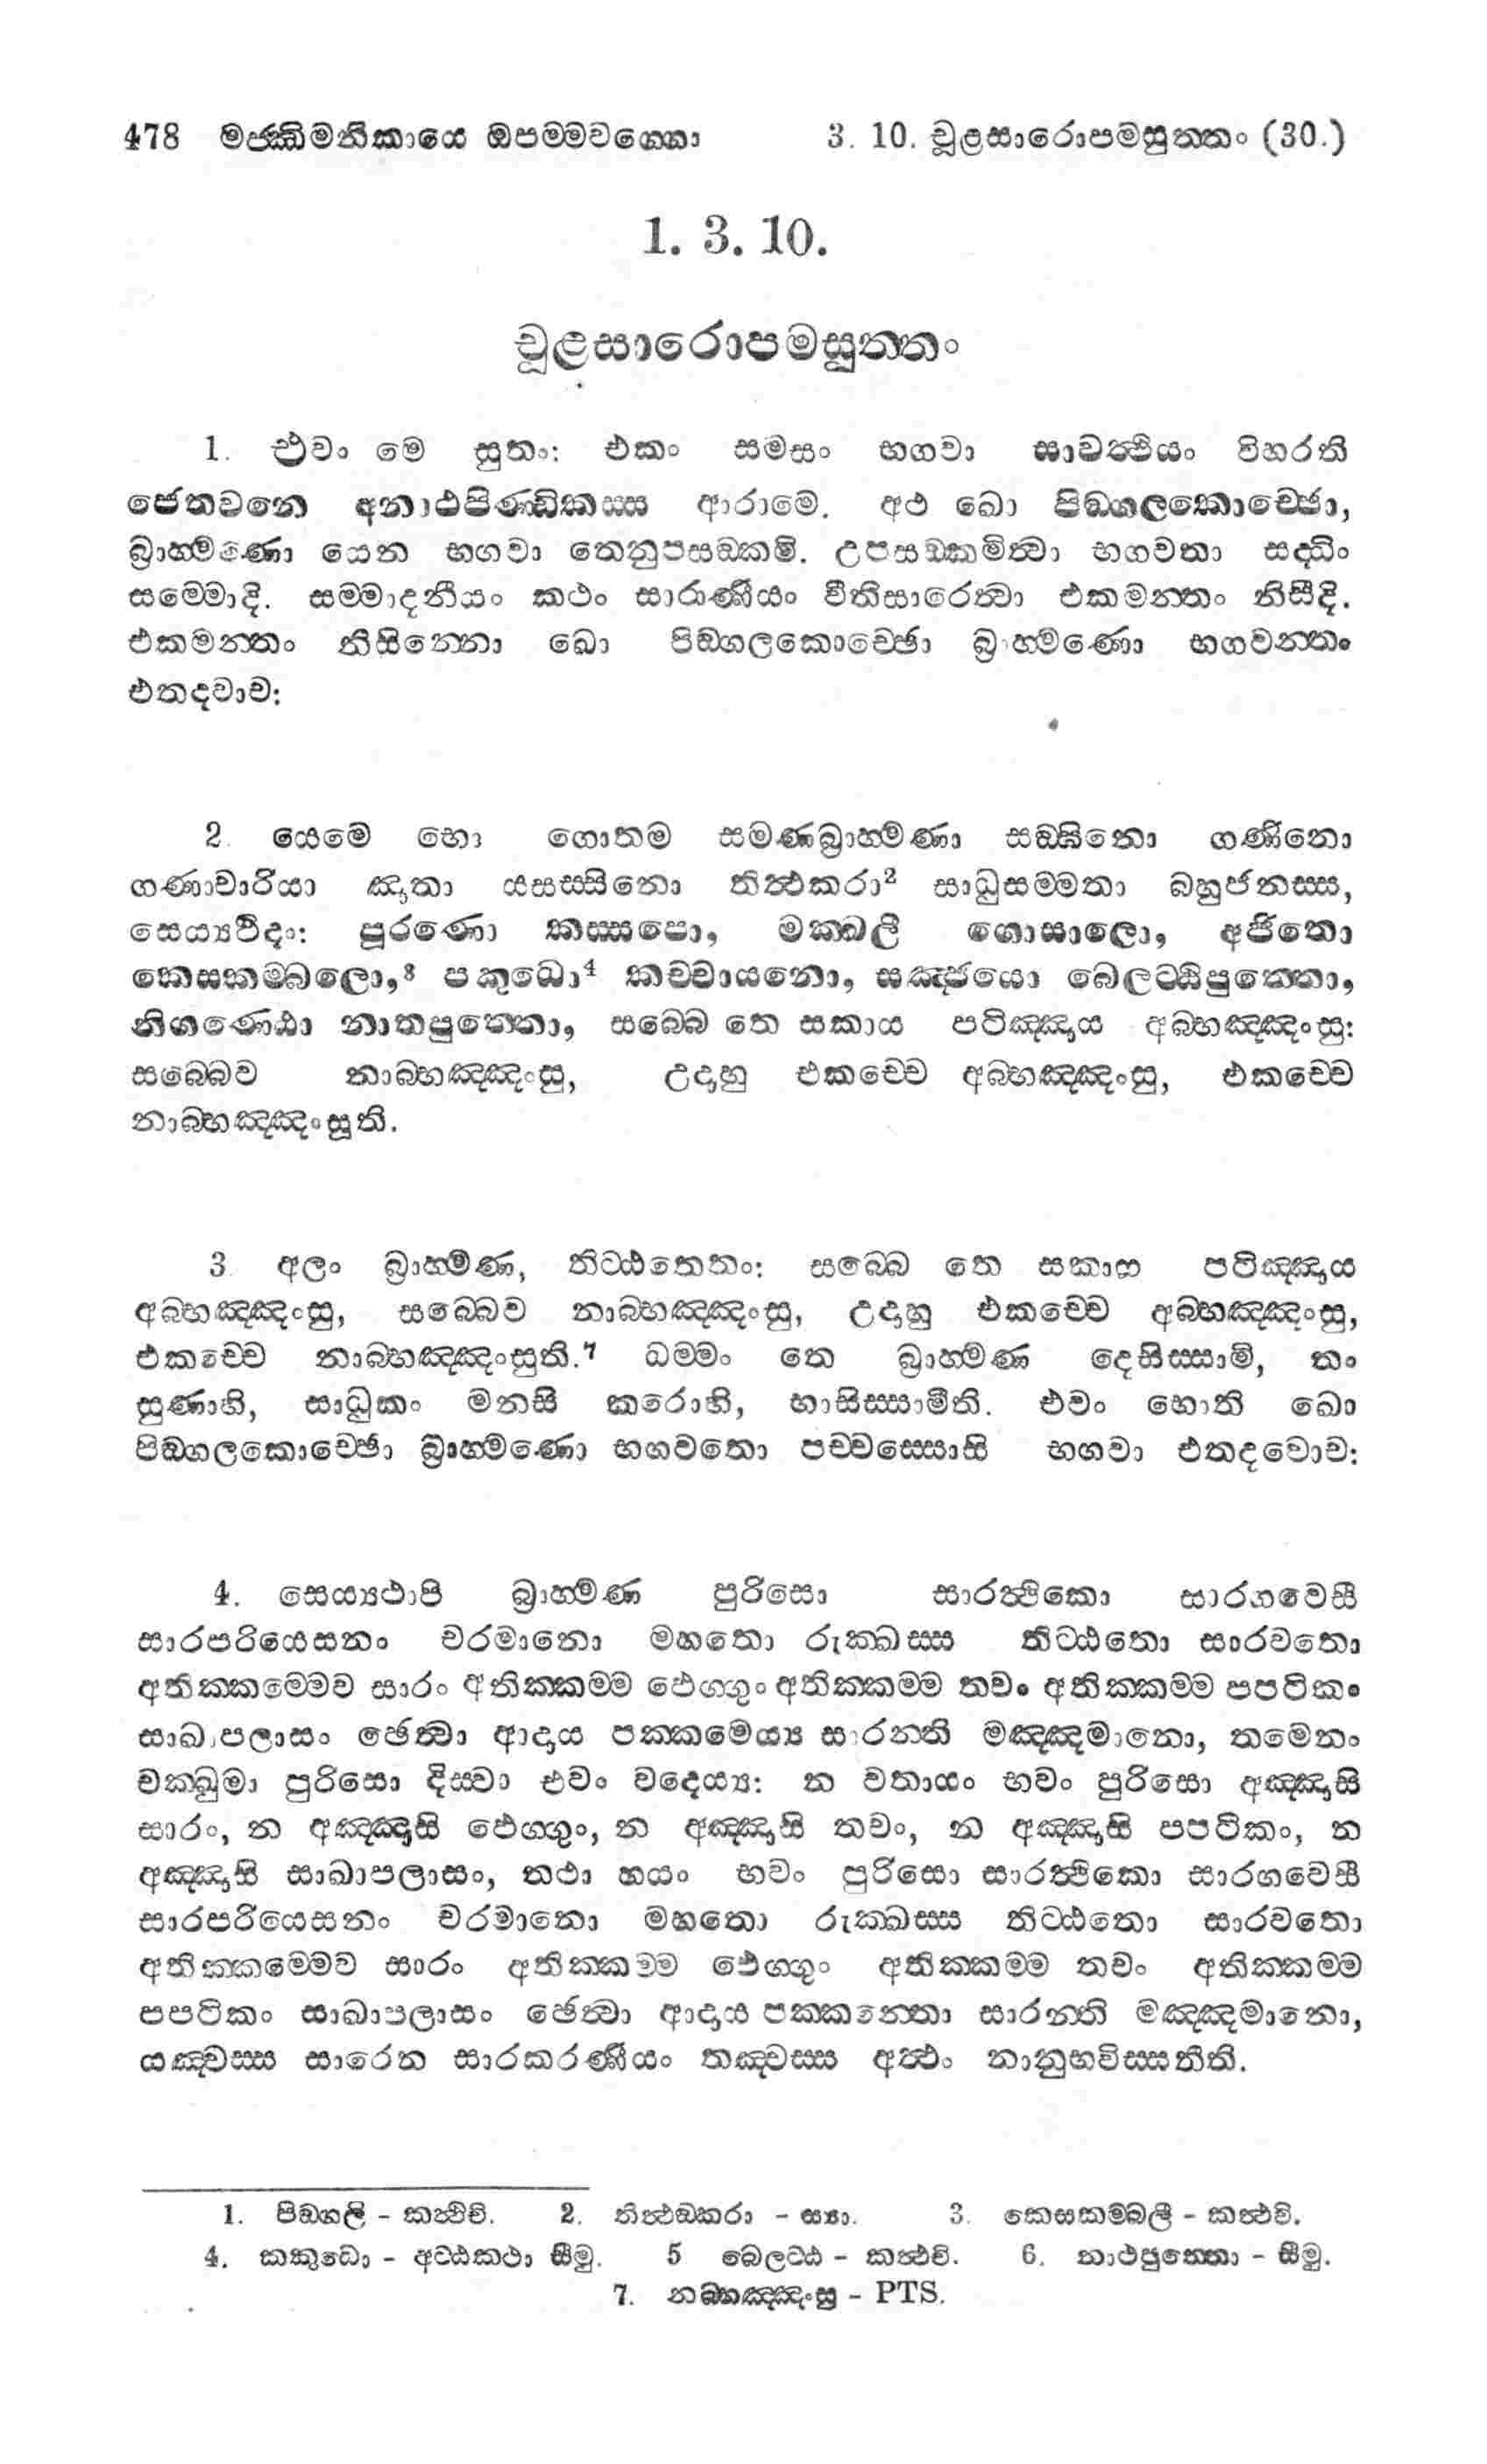 478 මජ්ඣිමනිකායෙ ඔපම්මවග්ගො 3. 10. චූළසාරොපමසුත්තං (30.)
1. 3. 10.
චූළසාරොපමසුත්තං
1. එවං මෙ සුතං: එකං සමසං භගවා සාවත්ථියං විහරති
ජෙතවනෙ අනාථපිණ්ඩිකස්ස ආරාමෙ. අථ ඛො පිඞ්ගලකොච්ඡො,
බ්‍රාහ්මණො යෙන භගවා තෙනුපසඞ්කමි. උපසඞ්කමිත්වා භගවතා සද්ධිං
සම්මොදි. සම්මාදනීයං කථං සාරාණීයං වීතිසාරෙත්වා එකමන්තං නිසීදි.
එකමන්තං නිසින්නො ඛො පිඞ්ගලකොච්ඡො බ්‍රාහ්මණො භගවන්තං
එතදවාච:
2. යෙමෙ භො ගොතම සමණබ්‍රාහ්මණා සඞ්ඝිනො ගණිනො
ගණාචාරියා ඤාතා යසස්සිනො තිත්ථකරා² සාධුසම්මතා බහුජනස්ස,
සෙය්‍යථිදං: පූරණො කස්සපො, මක්ඛලී ගොසාලො, අජිතො
කෙසකම්බලො,³ පකුධො⁴ කච්චායනො, සඤ්ජයො බෙලට්ඨිපුත්තො,
නිගණ්ඨො නාතපුත්තො, සබ්බෙ තෙ සකාය පටිඤ්ඤාය අබ්භඤ්ඤංසු:
සබ්බෙව නාබ්භඤ්ඤංසු, උදාහු එකච්චෙ අබ්භඤ්ඤංසු, එකච්චෙ
නාබ්භඤ්ඤංසූති.
3. අලං බ්‍රාහ්මණ, තිට්ඨතෙතං: සබ්බෙ තෙ සකාය පටිඤ්ඤාය
අබ්භඤ්ඤංසු, සබ්බෙව නාබ්භඤ්ඤංසු, උදාහු එකච්චෙ අබ්භඤ්ඤංසු,
එකච්චෙ නාබ්භඤ්ඤංසුති.⁷ ධම්මං තෙ බ්‍රාහ්මණ දෙසිස්සාමි, තං
සුණාහි, සාධුකං මනසි කරොහි, භාසිස්සාමීති. එවං හොති ඛො
පිඞ්ගලකොච්ඡො බ්‍රාහ්මණො භගවතො පච්චස්සොසි භගවා එතදවොච:
4. සෙය්‍යථාපි බ්‍රාහ්මණ පුරිසො සාරත්ථිකො සාරගවෙසී
සාරපරියෙසනං චරමානො මහතො රුක්ඛස්ස තිට්ඨතො සාරවතො
අතික්කම්මෙව සාරං අතික්කම්ම ඵෙග්ගුං අතික්කම්ම තචං අතික්කම්ම පපටිකං
සාඛාපලාසං ඡෙත්වා ආදාය පක්කමෙය්‍ය සාරන්ති මඤ්ඤමානො, තමෙනං
චක්ඛුමා පුරිසො දිස්වා එවං වදෙය්‍ය: න වතායං භවං පුරිසො අඤ්ඤාසි
සාරං, න අඤ්ඤාසි ඵෙග්ගුං, න අඤ්ඤාසි තචං, න අඤ්ඤාසි පපටිකං, න
අඤ්ඤාසි සාඛාපලාසං, තථා හයං භවං පුරිසො සාරත්ථිකො සාරගවෙසී
සාරපරියෙසනං චරමානො මහතො රුක්ඛස්ස තිට්ඨතො සාරවතො
අතික්කම්මෙව සාරං අතික්කම්ම ඵෙග්ගුං අතික්කම්ම තචං අතික්කම්ම
පපටිකං සාඛාපලාසං ඡෙත්වා ආදාය පක්කන්තො සාරන්ති මඤ්ඤමානො,
යඤ්චස්ස සාරෙන සාරකරණීයං තඤ්චස්ස අත්ථං නානුභවිස්සතීති.
1. පිඞ්ගලි - කත්ථචි. 2. තිත්ථඞ්කරා - ස්‍යා. 3. කෙසකම්බලී - කත්ථචි.
4. කකුධො - අට්ඨකථා සීමු. 5 බෙලට්ඨ - කත්ථචි. 6. නාථපුත්තො - සීමු.
7. නබ්භඤ්ඤංසු - PTS.